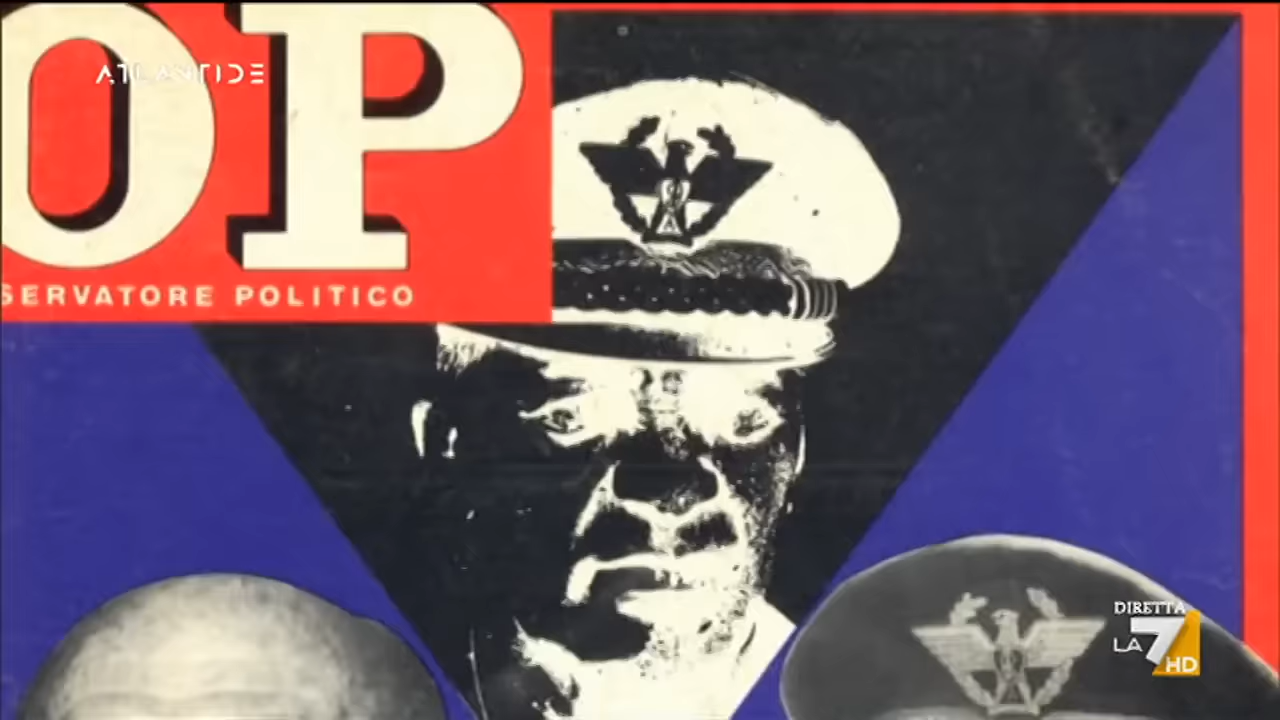 OP
ATLANTIDE
SERVATORE POLITICO
DIRETTA
LA7
HD